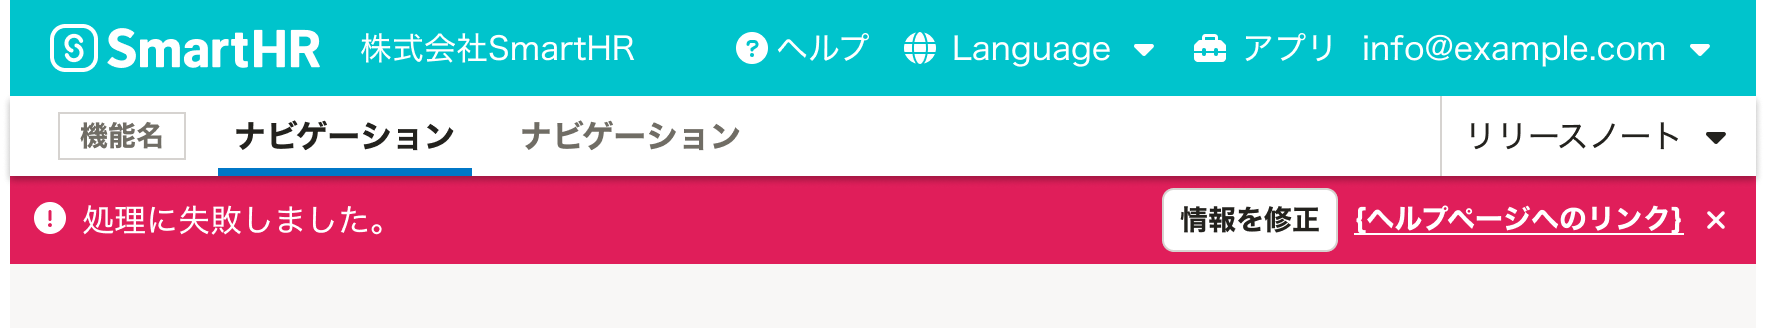 SmartHR 株式会社SmartHR ヘルプ Language アプリ info@example.com
機能名 ナビゲーション ナビゲーション リリースノート
処理に失敗しました。 情報を修正 {ヘルプページへのリンク}